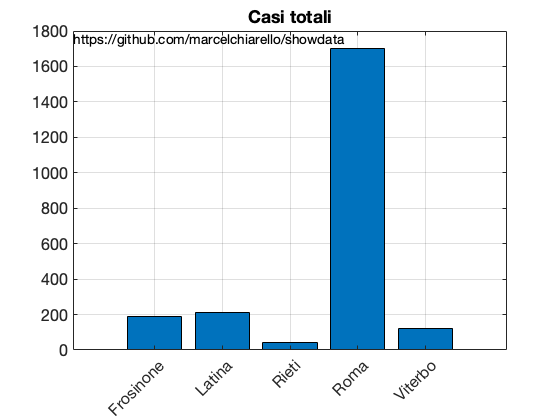 Casi totali
https://github.com/marcelchiarello/showdata
1800
1600
1400
1200
1000
800
600
400
200
0
Frosinone
Latina
Rieti
Roma
Viterbo